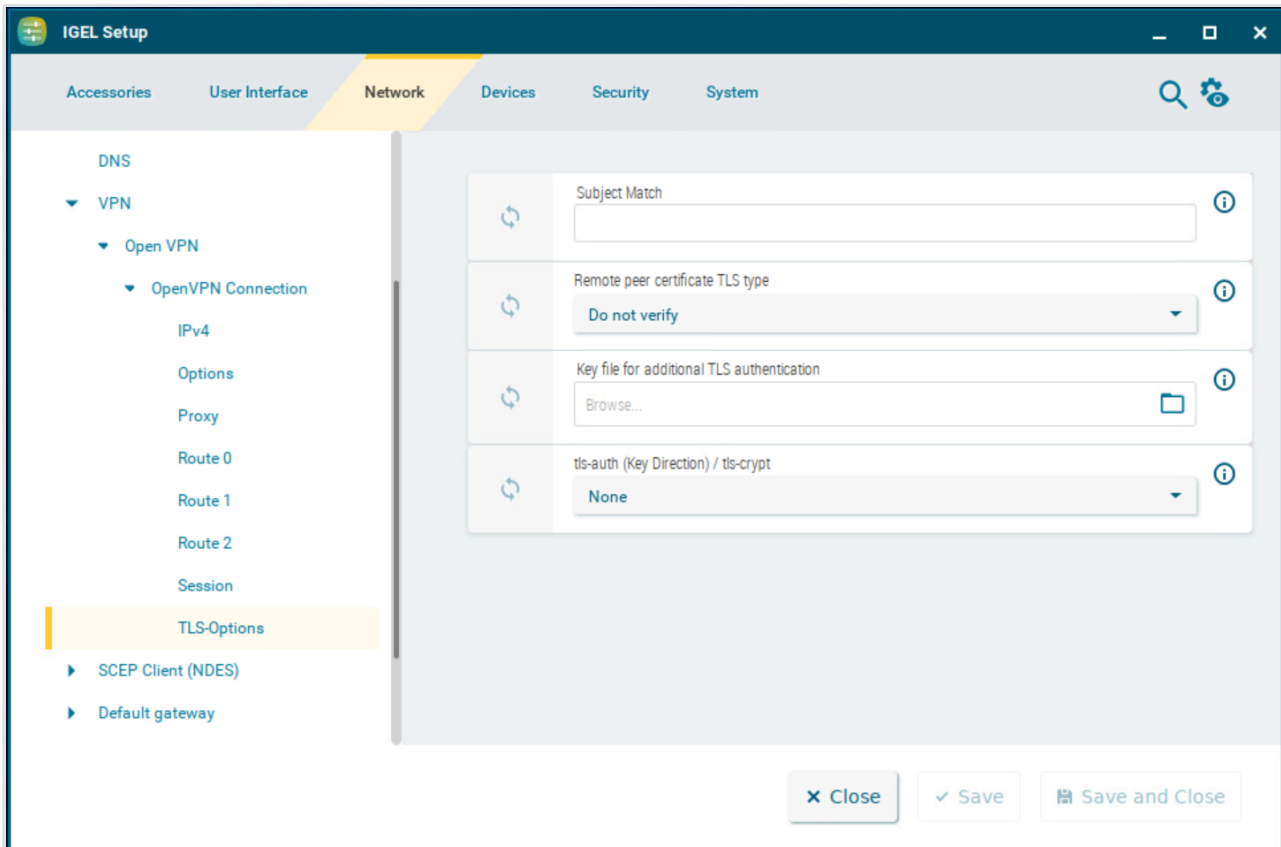 IGEL Setup
Accessories
User Interface
Network
Devices
Security
System
DNS
VPN
Open VPN
OpenVPN Connection
IPv4
Options
Proxy
Route 0
Route 1
Route 2
Session
TLS-Options
SCEP Client (NDES)
Default gateway
Subject Match
Remote peer certificate TLS type
Do not verify
Key file for additional TLS authentication
Browse...
tls-auth (Key Direction) / tls-crypt
None
Close
Save
Save and Close